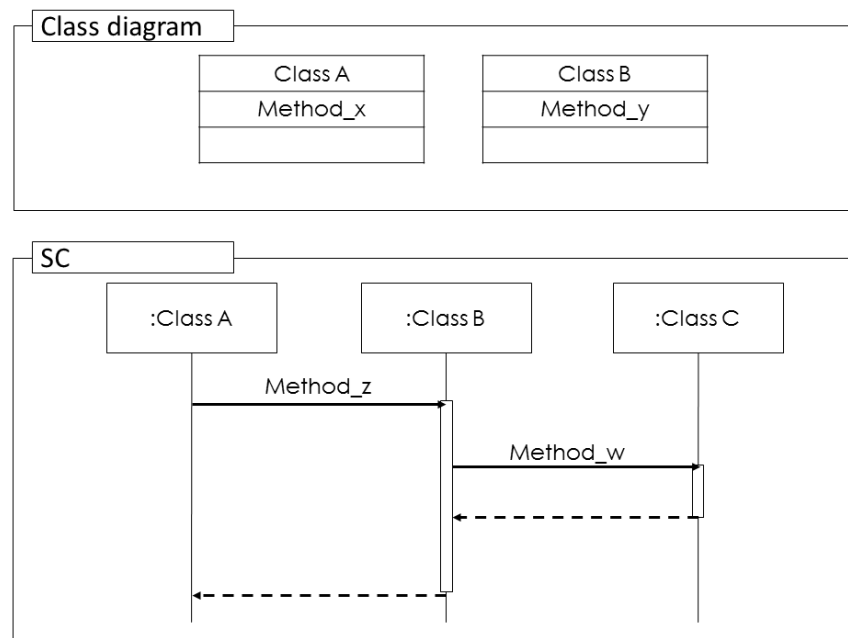 Class diagram
Class A
Class B
Method_x
Method_y
SC
:Class A
:Class B
:Class C
Method_z
Method_w